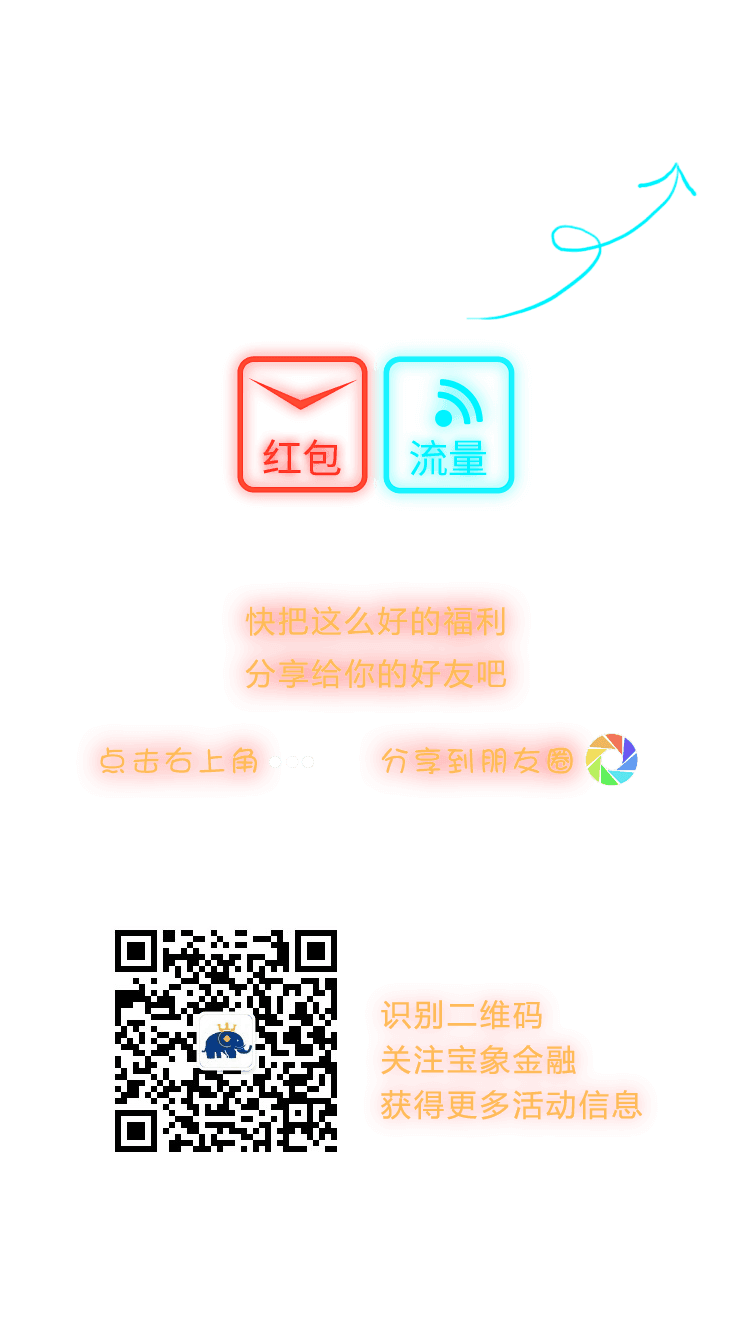 红包 流量
快把这么好的福利
分享给你的好友吧
点击右上角 分享到朋友圈
识别二维码
关注宝象金融
获得更多活动信息